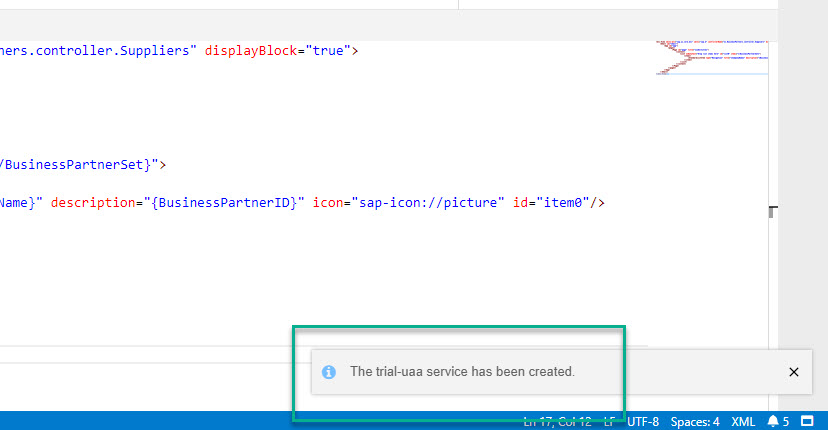 ners.controller.Suppliers" displayBlock="true">
/BusinessPartnerSet}">
Name}" description="{BusinessPartnerID}" icon="sap-icon://picture" id="item0"/>
The trial-uaa service has been created.
Ln 17, Col 12 LF UTF-8 Spaces: 4 XML 5